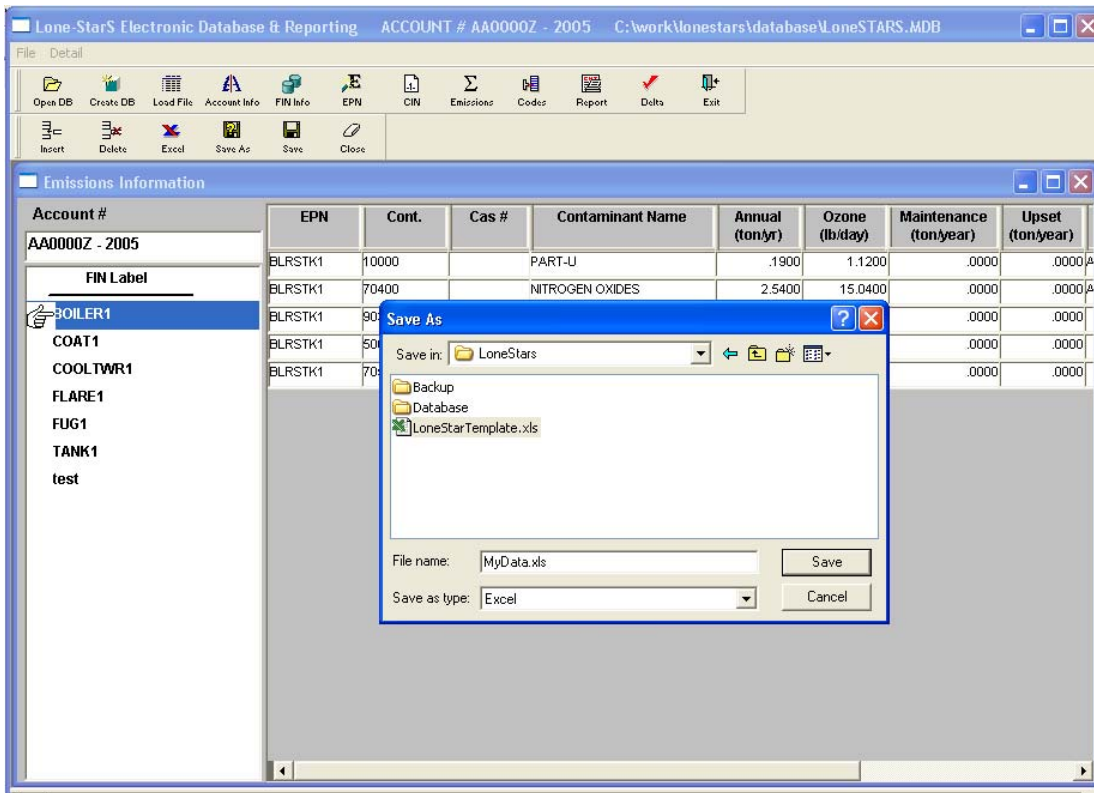 Lone-StarS Electronic Database & Reporting ACCOUNT # AA0000Z - 2005 C:\work\lonestars\database\LoneSTARS.MDB
File Detail
Open DB Create DB Load File Account Info FIN Info EPN CIN Emissions Codes Report Delta Exit
Insert Delete Excel Save As Save Close
Emissions Information
Account #
AA0000Z - 2005
FIN Label
BOILER1
COAT1
COOLTWR1
FLARE1
FUG1
TANK1
test
EPN Cont. Cas # Contaminant Name Annual (ton/yr) Ozone (lb/day) Maintenance (ton/year) Upset (ton/year)
BLRSTK1 10000 PART-U .1900 1.1200 .0000 .0000 A
BLRSTK1 70400 NITROGEN OXIDES 2.5400 15.0400 .0000 .0000 A
BLRSTK1 .0000 .0000
BLRSTK1 .0000 .0000
BLRSTK1 .0000 .0000
Save As
Save in: LoneStars
Backup
Database
LoneStarTemplate.xls
File name: MyData.xls Save
Save as type: Excel Cancel